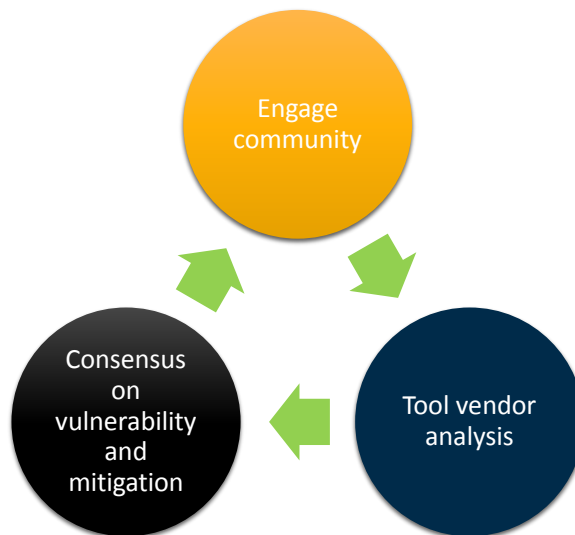 Engage
community
Tool vendor
analysis
Consensus
on
vulnerability
and
mitigation